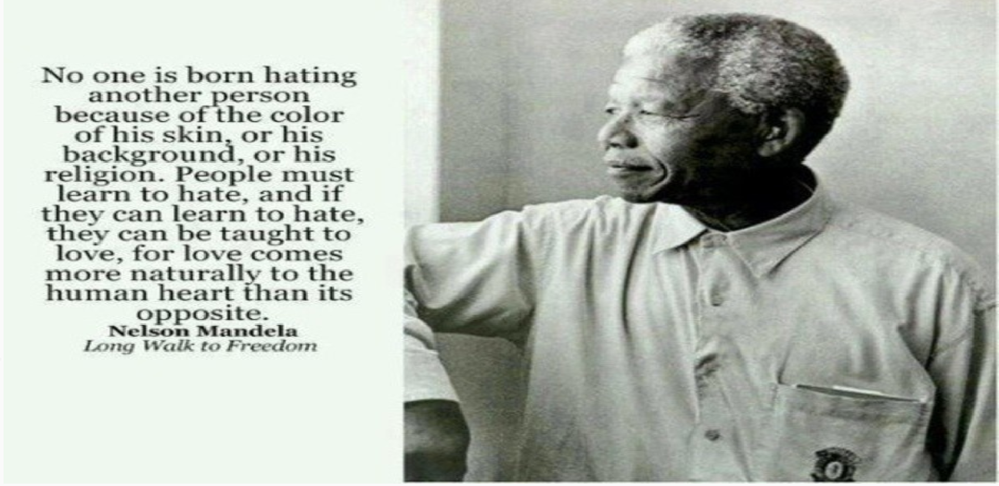 No one is born hating
another person
because of the color
of his skin, or his
background, or his
religion. People must
learn to hate, and if
they can learn to hate,
they can be taught to
love, for love comes
more naturally to the
human heart than its
opposite.
Nelson Mandela
Long Walk to Freedom